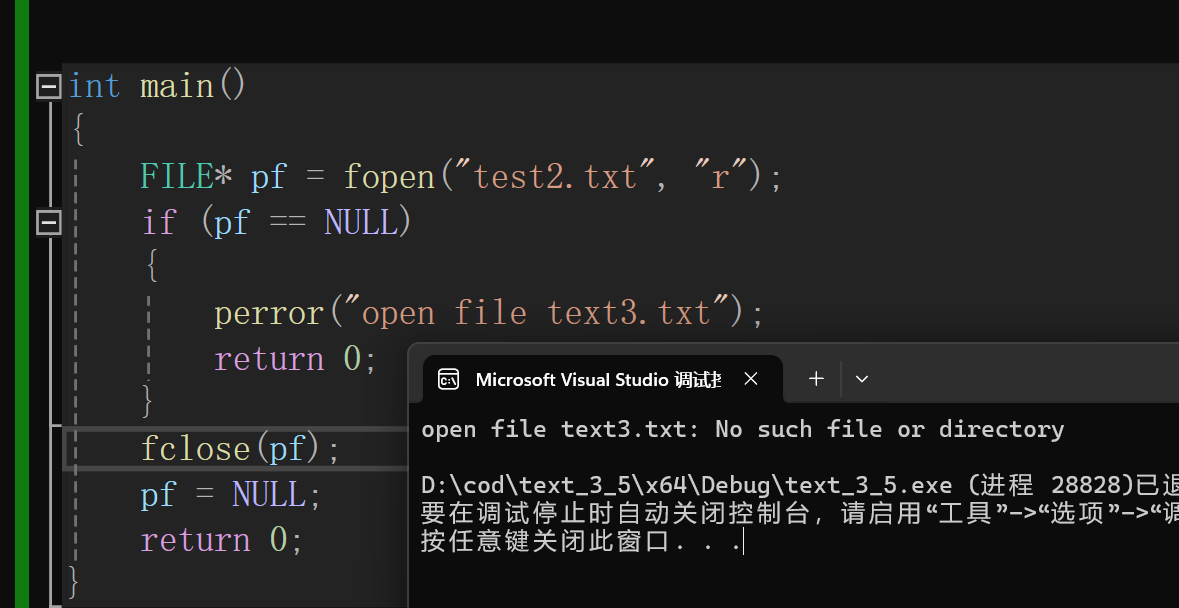 int main()
{
FILE* pf = fopen("test2.txt", "r");
if (pf == NULL)
{
perror("open file text3.txt");
return 0;
}
fclose(pf);
pf = NULL;
return 0;
}
Microsoft Visual Studio 调试
open file text3.txt: No such file or directory
D:\cod\text_3_5\x64\Debug\text_3_5.exe (进程 28828)已退
要在调试停止时自动关闭控制台，请启用“工具”->“选项”->“调
按任意键关闭此窗口. . .